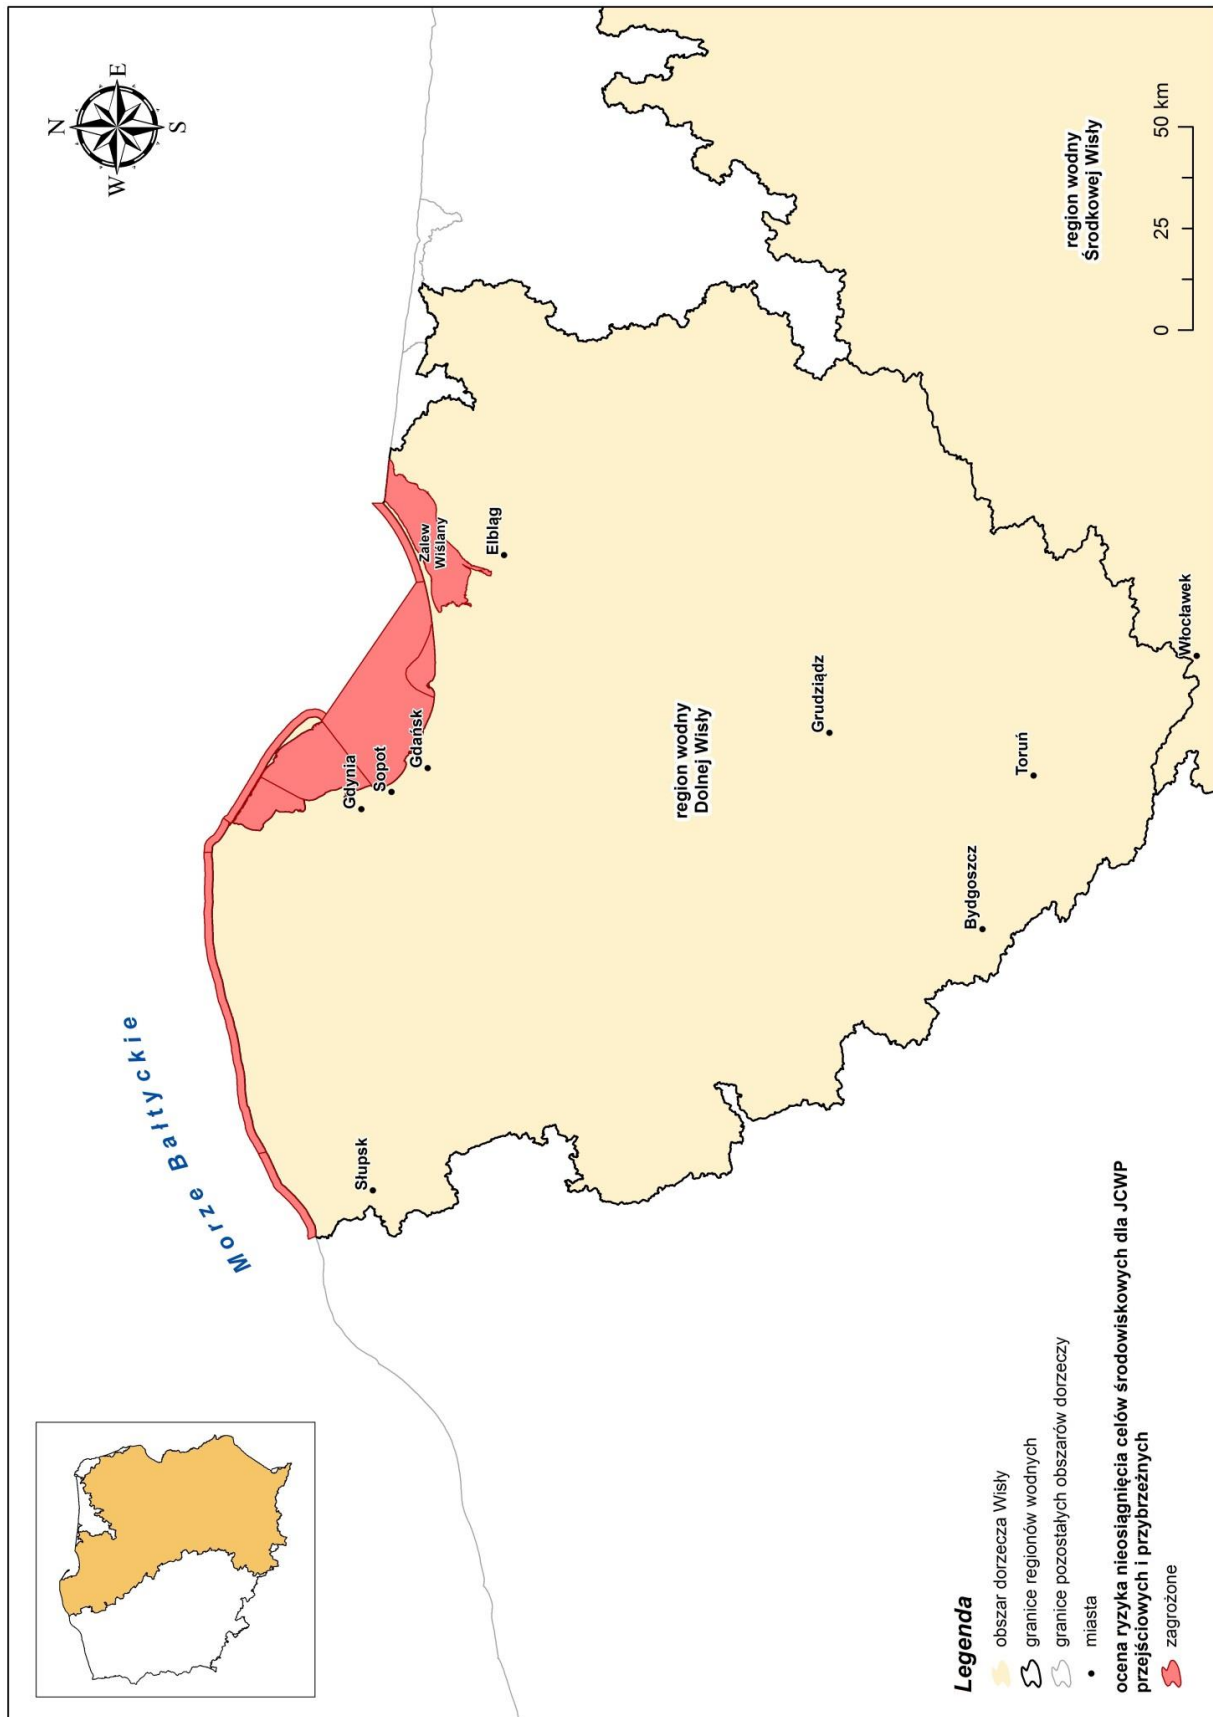 N
E
S
W
Morze Bałtyckie
Słupsk
Gdynia
Sopot
Gdańsk
Zalew
Wiślany
Elbląg
region wodny
Dolnej Wisły
Grudziądz
Bydgoszcz
Toruń
Włocławek
region wodny
Środkowej Wisły
0 25 50 km
Legenda
obszar dorzecza Wisły
granice regionów wodnych
granice pozostałych obszarów dorzeczy
miasta
ocena ryzyka nieosiągnięcia celów środowiskowych dla JCWP
przejściowych i przybrzeżnych
zagrożone